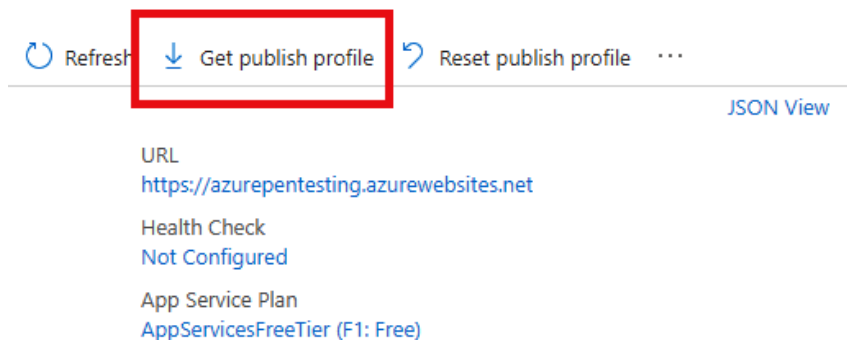 Refresh Get publish profile Reset publish profile ...
JSON View
URL
https://azurepentesting.azurewebsites.net
Health Check
Not Configured
App Service Plan
AppServicesFreeTier (F1: Free)